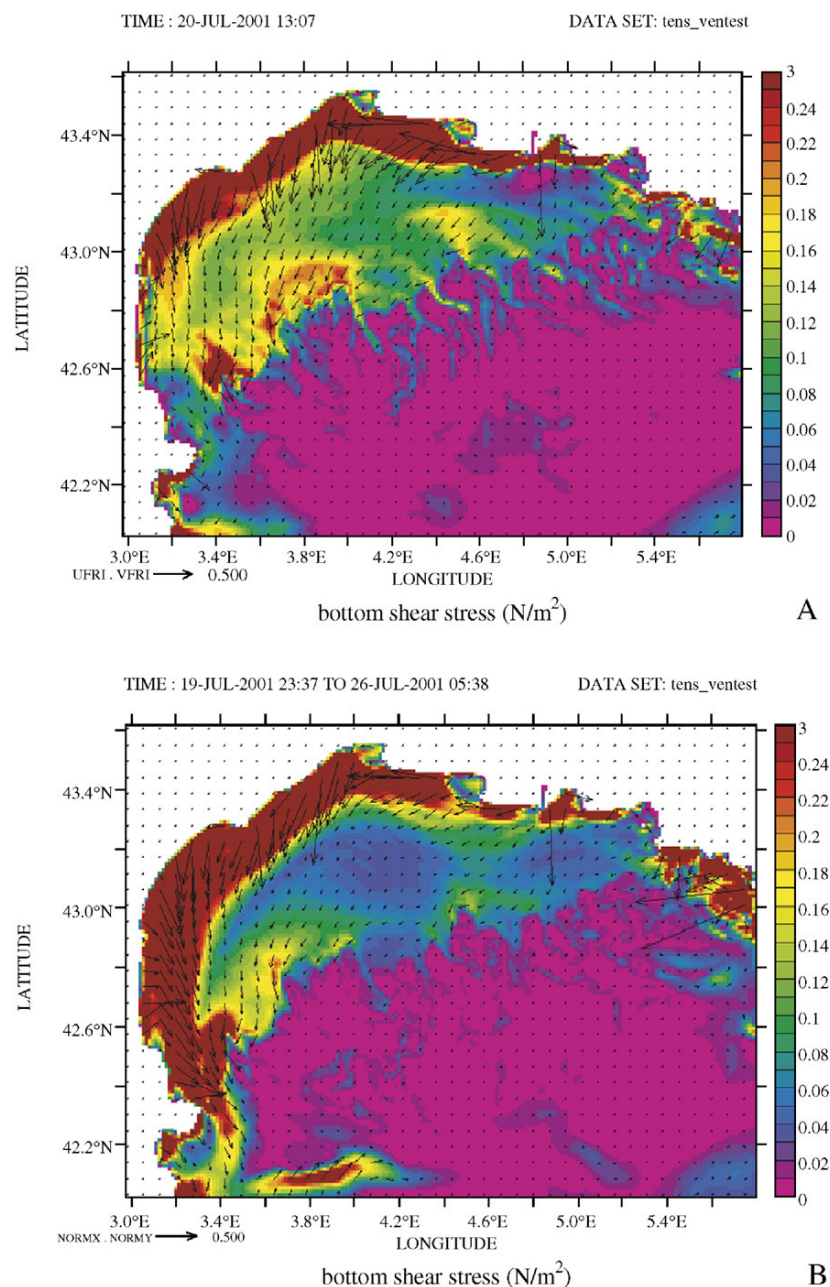 TIME : 20-JUL-2001 13:07 DATA SET: tens_ventest
3
0.24
0.22
0.2
0.18
0.16
0.14
0.12
0.1
0.08
0.06
0.04
0.02
0
43.4°N
43.0°N
42.6°N
42.2°N
LATITUDE
3.0°E 3.4°E 3.8°E 4.2°E 4.6°E 5.0°E 5.4°E
UFRI . VFRI 0.500 LONGITUDE
bottom shear stress (N/m²) A
TIME : 19-JUL-2001 23:37 TO 26-JUL-2001 05:38 DATA SET: tens_ventest
3
0.24
0.22
0.2
0.18
0.16
0.14
0.12
0.1
0.08
0.06
0.04
0.02
0
43.4°N
43.0°N
42.6°N
42.2°N
LATITUDE
3.0°E 3.4°E 3.8°E 4.2°E 4.6°E 5.0°E 5.4°E
NORMX . NORMY 0.500 LONGITUDE
bottom shear stress (N/m²) B